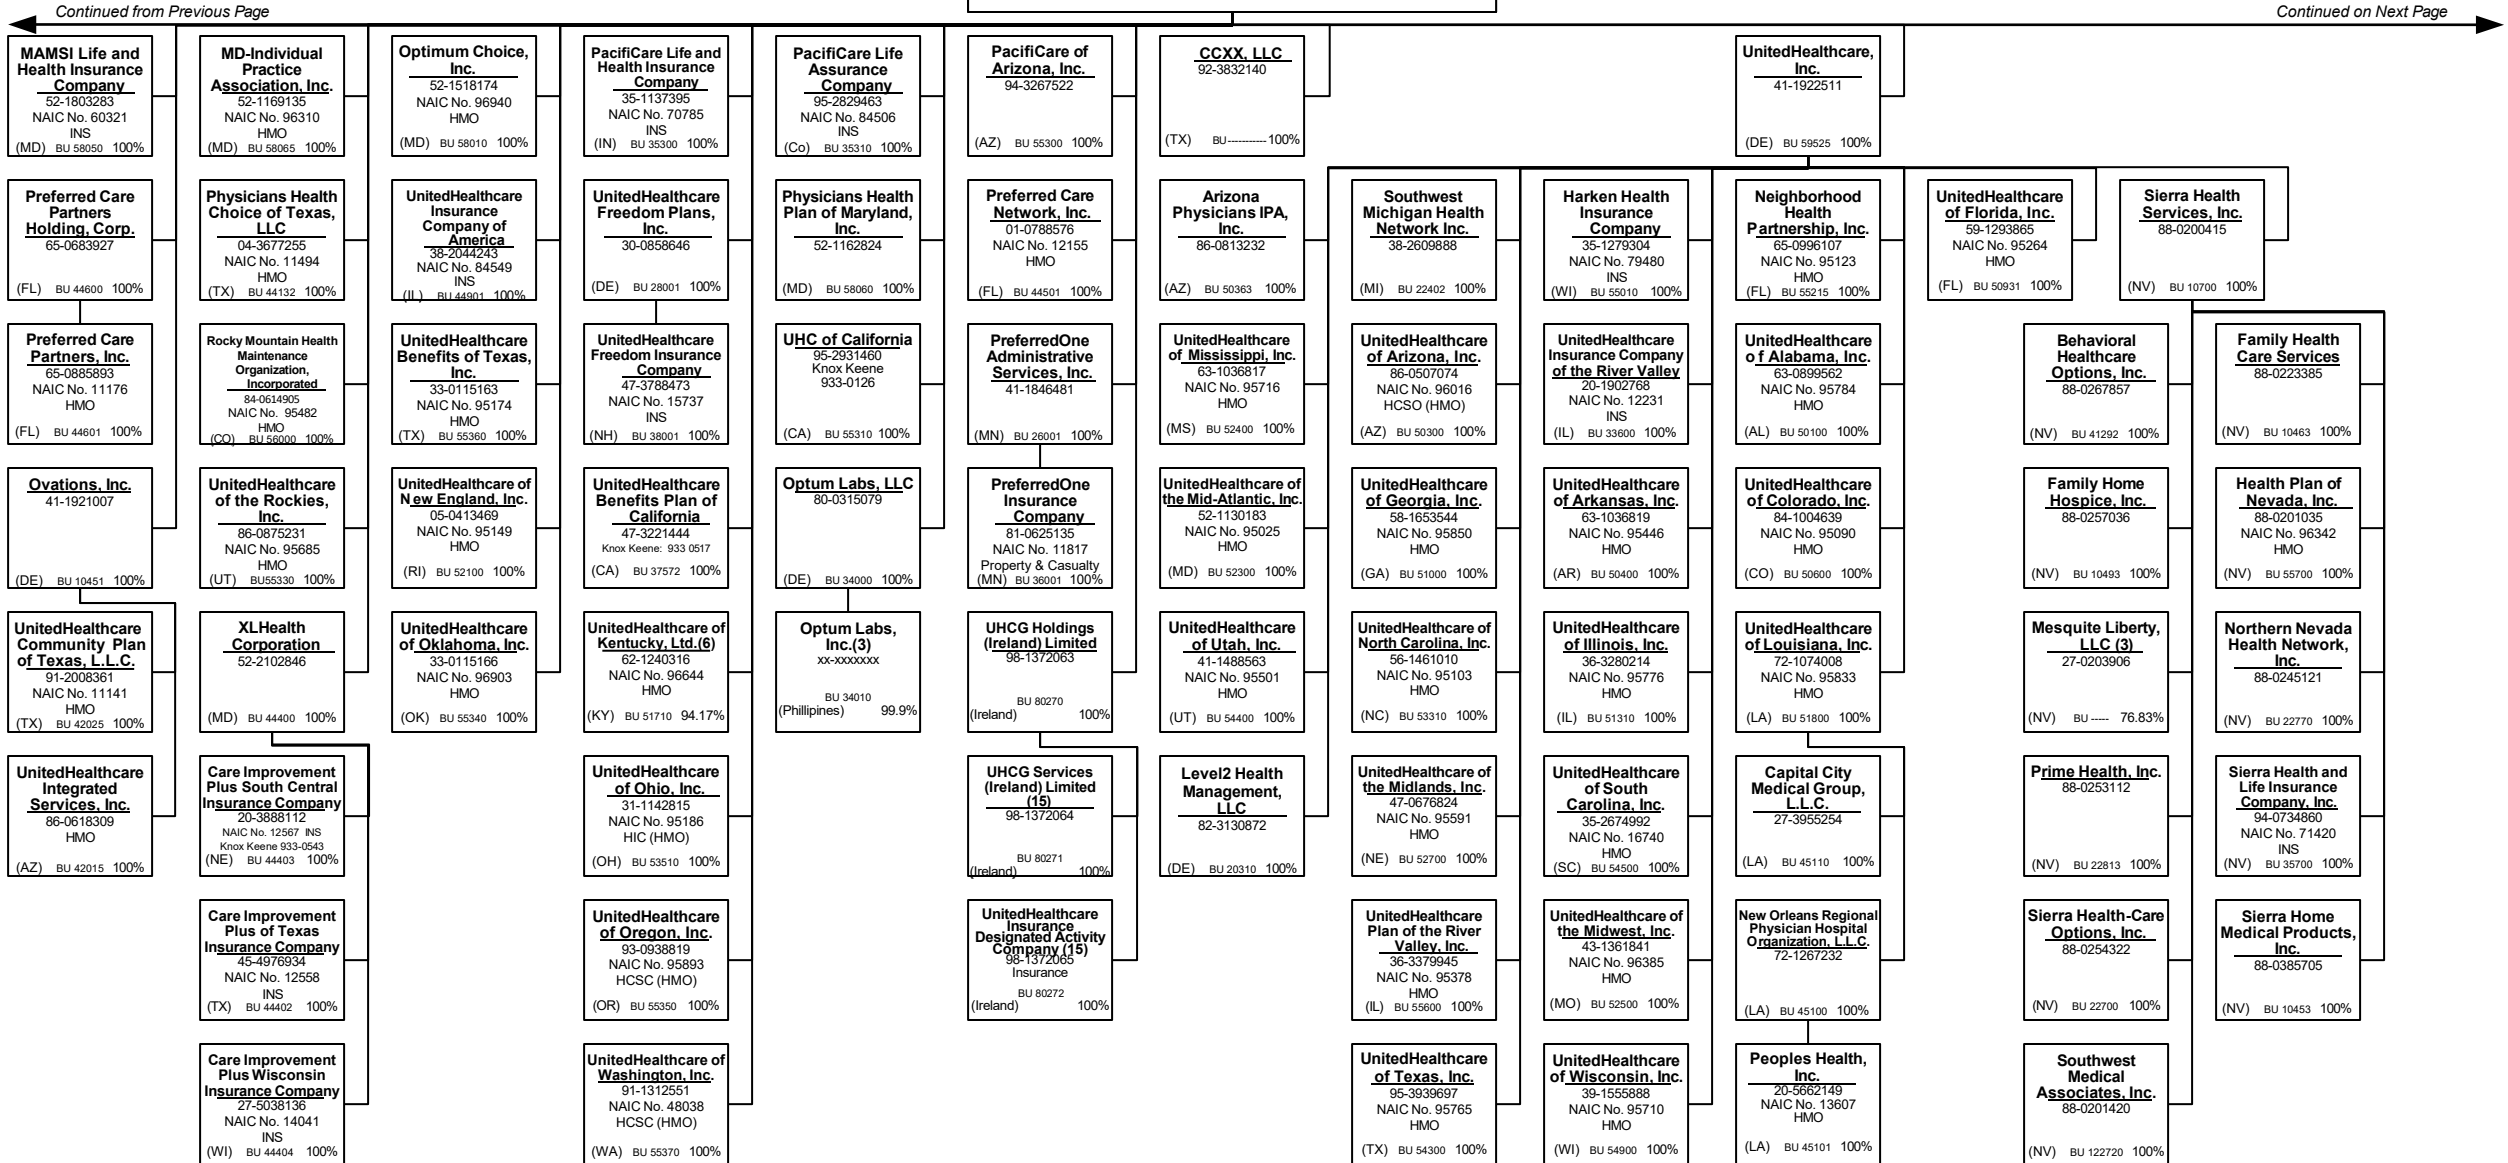 Continued from Previous Page
Continued on Next Page
MAMSI Life and
Health Insurance
Company
52-1803283
NAIC No. 60321
INS
(MD) BU 58050 100%
MD-Individual
Practice
Association, Inc.
52-1169135
NAIC No. 96310
HMO
(MD) BU 58065 100%
Optimum Choice,
Inc.
52-1518174
NAIC No. 96940
HMO
(MD) BU 58010 100%
PacifiCare Life and
Health Insurance
Company
35-1137395
NAIC No. 70785
INS
(IN) BU 35300 100%
PacifiCare Life
Assurance
Company
95-2829463
NAIC No. 84506
INS
(Co) BU 35310 100%
PacifiCare of
Arizona, Inc.
94-3267522
(AZ) BU 55300 100%
CCXX, LLC
92-3832140
(TX) BU----------- 100%
UnitedHealthcare,
Inc.
41-1922511
(DE) BU 59525 100%
Preferred Care
Partners
Holding, Corp.
65-0683927
(FL) BU 44600 100%
Physicians Health
Choice of Texas,
LLC
04-3677255
NAIC No. 11494
HMO
(TX) BU 44132 100%
UnitedHealthcare
Insurance
Company of
America
38-2044243
NAIC No. 84549
INS
(IL) BU 44901 100%
UnitedHealthcare
Freedom Plans,
Inc.
30-0858646
(DE) BU 28001 100%
Physicians Health
Plan of Maryland,
Inc.
52-1162824
(MD) BU 58060 100%
Preferred Care
Network, Inc.
01-0788576
NAIC No. 12155
HMO
(FL) BU 44501 100%
Arizona
Physicians IPA,
Inc.
86-0813232
(AZ) BU 50363 100%
Southwest
Michigan Health
Network Inc.
38-2609888
(MI) BU 22402 100%
Harken Health
Insurance
Company
35-1279304
NAIC No. 79480
INS
(WI) BU 55010 100%
Neighborhood
Health
Partnership, Inc.
65-0996107
NAIC No. 95123
HMO
(FL) BU 55215 100%
UnitedHealthcare
of Florida, Inc.
59-1293865
NAIC No. 95264
HMO
(FL) BU 50931 100%
Sierra Health
Services, Inc.
88-0200415
(NV) BU 10700 100%
Preferred Care
Partners, Inc.
65-0885893
NAIC No. 11176
HMO
(FL) BU 44601 100%
Rocky Mountain Health
Maintenance
Organization,
Incorporated
84-0614905
NAIC No. 95482
HMO
(CO) BU 56000 100%
UnitedHealthcare
Benefits of Texas,
Inc.
33-0115163
NAIC No. 95174
HMO
(TX) BU 55360 100%
UnitedHealthcare
Freedom Insurance
Company
47-3788473
NAIC No. 15737
INS
(NH) BU 38001 100%
UHC of California
95-2931460
Knox Keene
933-0126
(CA) BU 55310 100%
PreferredOne
Administrative
Services, Inc.
41-1846481
(MN) BU 26001 100%
UnitedHealthcare
of Mississippi, Inc.
63-1036817
NAIC No. 95716
HMO
(MS) BU 52400 100%
UnitedHealthcare
of Arizona, Inc.
86-0507074
NAIC No. 96016
HCSO (HMO)
(AZ) BU 50300 100%
UnitedHealthcare
Insurance Company
of the River Valley
20-1902768
NAIC No. 12231
INS
(IL) BU 33600 100%
UnitedHealthcare
of Alabama, Inc.
63-0899562
NAIC No. 95784
HMO
(AL) BU 50100 100%
Behavioral
Healthcare
Options, Inc.
88-0267857
(NV) BU 41292 100%
Family Health
Care Services
88-0223385
(NV) BU 10463 100%
Ovations, Inc.
41-1921007
(DE) BU 10451 100%
UnitedHealthcare
of the Rockies,
Inc.
86-0875231
NAIC No. 95685
HMO
(UT) BU55330 100%
UnitedHealthcare of
New England, Inc.
05-0413469
NAIC No. 95149
HMO
(RI) BU 52100 100%
UnitedHealthcare
Benefits Plan of
California
47-3221444
Knox Keene: 933 0517
(CA) BU 37572 100%
Optum Labs, LLC
80-0315079
(DE) BU 34000 100%
PreferredOne
Insurance
Company
81-0625135
NAIC No. 11817
Property & Casualty
(MN) BU 36001 100%
UnitedHealthcare of
the Mid-Atlantic, Inc.
52-1130183
NAIC No. 95025
HMO
(MD) BU 52300 100%
UnitedHealthcare
of Georgia, Inc.
58-1653544
NAIC No. 95850
HMO
(GA) BU 51000 100%
UnitedHealthcare
of Arkansas, Inc.
63-1036819
NAIC No. 95446
HMO
(AR) BU 50400 100%
UnitedHealthcare
of Colorado, Inc.
84-1004639
NAIC No. 95090
HMO
(CO) BU 50600 100%
Family Home
Hospice, Inc.
88-0257036
(NV) BU 10493 100%
Health Plan of
Nevada, Inc.
88-0201035
NAIC No. 96342
HMO
(NV) BU 55700 100%
UnitedHealthcare
Community Plan
of Texas, L.L.C.
91-2008361
NAIC No. 11141
HMO
(TX) BU 42025 100%
XLHealth
Corporation
52-2102846
(MD) BU 44400 100%
UnitedHealthcare
of Oklahoma, Inc.
33-0115166
NAIC No. 96903
HMO
(OK) BU 55340 100%
UnitedHealthcare of
Kentucky, Ltd.(6)
62-1240316
NAIC No. 96644
HMO
(KY) BU 51710 94.17%
Optum Labs,
Inc.(3)
xx-xxxxxxx
BU 34010
(Phillipines) 99.9%
UHCG Holdings
(Ireland) Limited
98-1372063
BU 80270
(Ireland) 100%
UnitedHealthcare
of Utah, Inc.
41-1488563
NAIC No. 95501
HMO
(UT) BU 54400 100%
UnitedHealthcare of
North Carolina, Inc.
56-1461010
NAIC No. 95103
HMO
(NC) BU 53310 100%
UnitedHealthcare
of Illinois, Inc.
36-3280214
NAIC No. 95776
HMO
(IL) BU 51310 100%
UnitedHealthcare
of Louisiana, Inc.
72-1074008
NAIC No. 95833
HMO
(LA) BU 51800 100%
Mesquite Liberty,
LLC (3)
27-0203906
(NV) BU ----- 76.83%
Northern Nevada
Health Network,
Inc.
88-0245121
(NV) BU 22770 100%
UnitedHealthcare
Integrated
Services, Inc.
86-0618309
HMO
(AZ) BU 42015 100%
Care Improvement
Plus South Central
Insurance Company
20-3888112
NAIC No. 12567 INS
Knox Keene 933-0543
(NE) BU 44403 100%
UnitedHealthcare
of Ohio, Inc.
31-1142815
NAIC No. 95186
HIC (HMO)
(OH) BU 53510 100%
UHCG Services
(Ireland) Limited
(15)
98-1372064
BU 80271
(Ireland) 100%
Level2 Health
Management,
LLC
82-3130872
(DE) BU 20310 100%
UnitedHealthcare of
the Midlands, Inc.
47-0676824
NAIC No. 95591
HMO
(NE) BU 52700 100%
UnitedHealthcare
of South
Carolina, Inc.
35-2674992
NAIC No. 16740
HMO
(SC) BU 54500 100%
Capital City
Medical Group,
L.L.C.
27-3955254
(LA) BU 45110 100%
Prime Health, Inc.
88-0253112
(NV) BU 22813 100%
Sierra Health and
Life Insurance
Company, Inc.
94-0734860
NAIC No. 71420
INS
(NV) BU 35700 100%
Care Improvement
Plus of Texas
Insurance Company
45-4976934
NAIC No. 12558
INS
(TX) BU 44402 100%
UnitedHealthcare
of Oregon, Inc.
93-0938819
NAIC No. 95893
HCSC (HMO)
(OR) BU 55350 100%
UnitedHealthcare
Insurance
Designated Activity
Company (15)
98-1372065
Insurance
BU 80272
(Ireland) 100%
UnitedHealthcare
Plan of the River
Valley, Inc.
36-3379945
NAIC No. 95378
HMO
(IL) BU 55600 100%
UnitedHealthcare of
the Midwest, Inc.
43-1361841
NAIC No. 96385
HMO
(MO) BU 52500 100%
New Orleans Regional
Physician Hospital
Organization, L.L.C.
72-1267232
(LA) BU 45100 100%
Sierra Health-Care
Options, Inc.
88-0254322
(NV) BU 22700 100%
Sierra Home
Medical Products,
Inc.
88-0385705
(NV) BU 10453 100%
Care Improvement
Plus Wisconsin
Insurance Company
27-5038136
NAIC No. 14041
INS
(WI) BU 44404 100%
UnitedHealthcare of
Washington, Inc.
91-1312551
NAIC No. 48038
HCSC (HMO)
(WA) BU 55370 100%
UnitedHealthcare
of Texas, Inc.
95-3939697
NAIC No. 95765
HMO
(TX) BU 54300 100%
UnitedHealthcare
of Wisconsin, Inc.
39-1555888
NAIC No. 95710
HMO
(WI) BU 54900 100%
Peoples Health,
Inc.
20-5662149
NAIC No. 13607
HMO
(LA) BU 45101 100%
Southwest
Medical
Associates, Inc.
88-0201420
(NV) BU 122720 100%